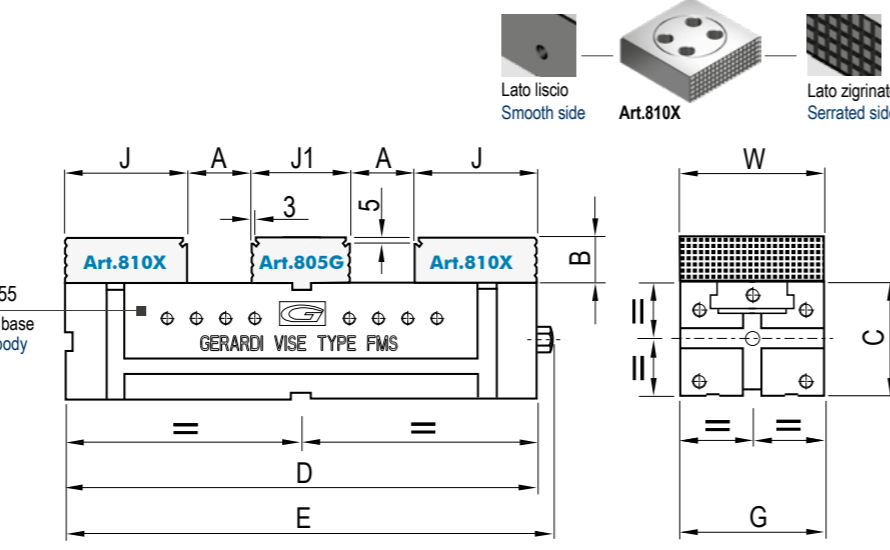 Lato liscio
Smooth side
Art.810X
Lato zigrinat
Serrated side
J A J1 A J
W
3
5
B
Art.810X Art.805G Art.810X
55
base
body
G
GERARDI VISE TYPE FMS
C
=
=
= =
= =
D
E
G